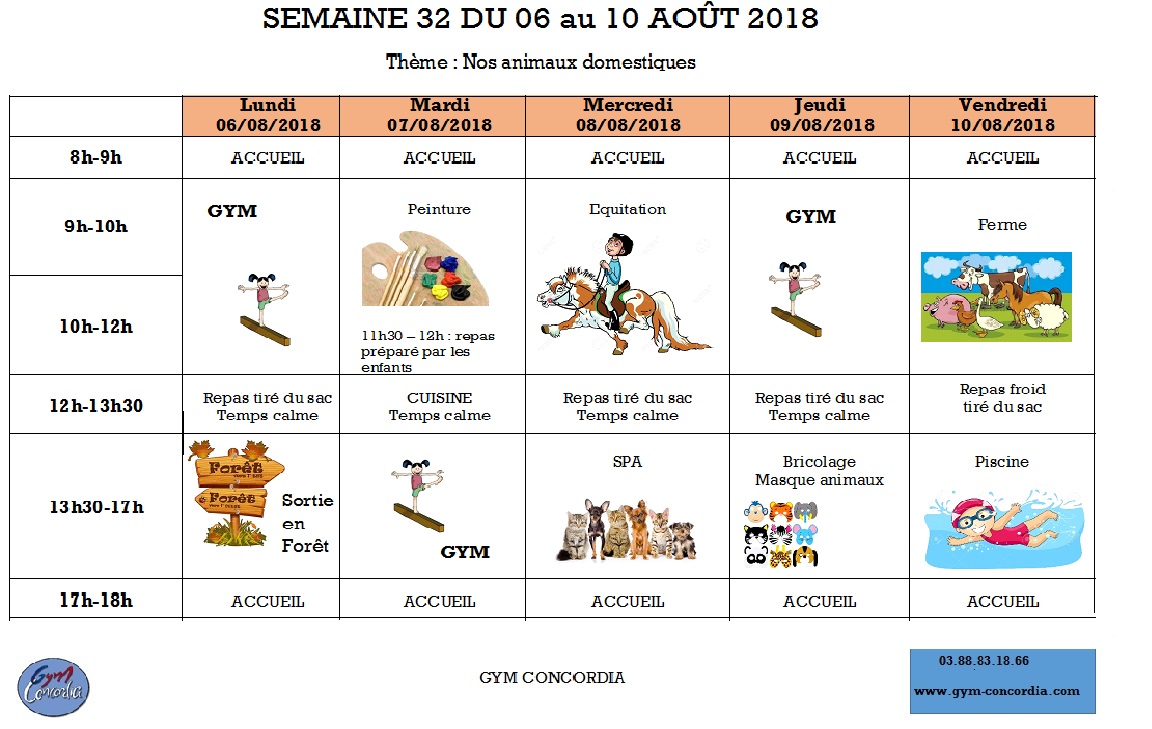 SEMAINE 32 DU 06 au 10 AOÛT 2018
Thème : Nos animaux domestiques
Lundi
06/08/2018
Mardi
07/08/2018
Mercredi
08/08/2018
Jeudi
09/08/2018
Vendredi
10/08/2018
8h-9h
ACCUEIL
ACCUEIL
ACCUEIL
ACCUEIL
ACCUEIL
9h-10h
10h-12h
GYM
Peinture
11h30 – 12h : repas
préparé par les
enfants
Equitation
GYM
Ferme
12h-13h30
Repas tiré du sac
Temps calme
CUISINE
Temps calme
Repas tiré du sac
Temps calme
Repas tiré du sac
Temps calme
Repas froid
tiré du sac
13h30-17h
Forêt
Forêt
Sortie
en
Forêt
GYM
SPA
Bricolage
Masque animaux
Piscine
17h-18h
ACCUEIL
ACCUEIL
ACCUEIL
ACCUEIL
ACCUEIL
Gym
Concordia
GYM CONCORDIA
03.88.83.18.66
www.gym-concordia.com